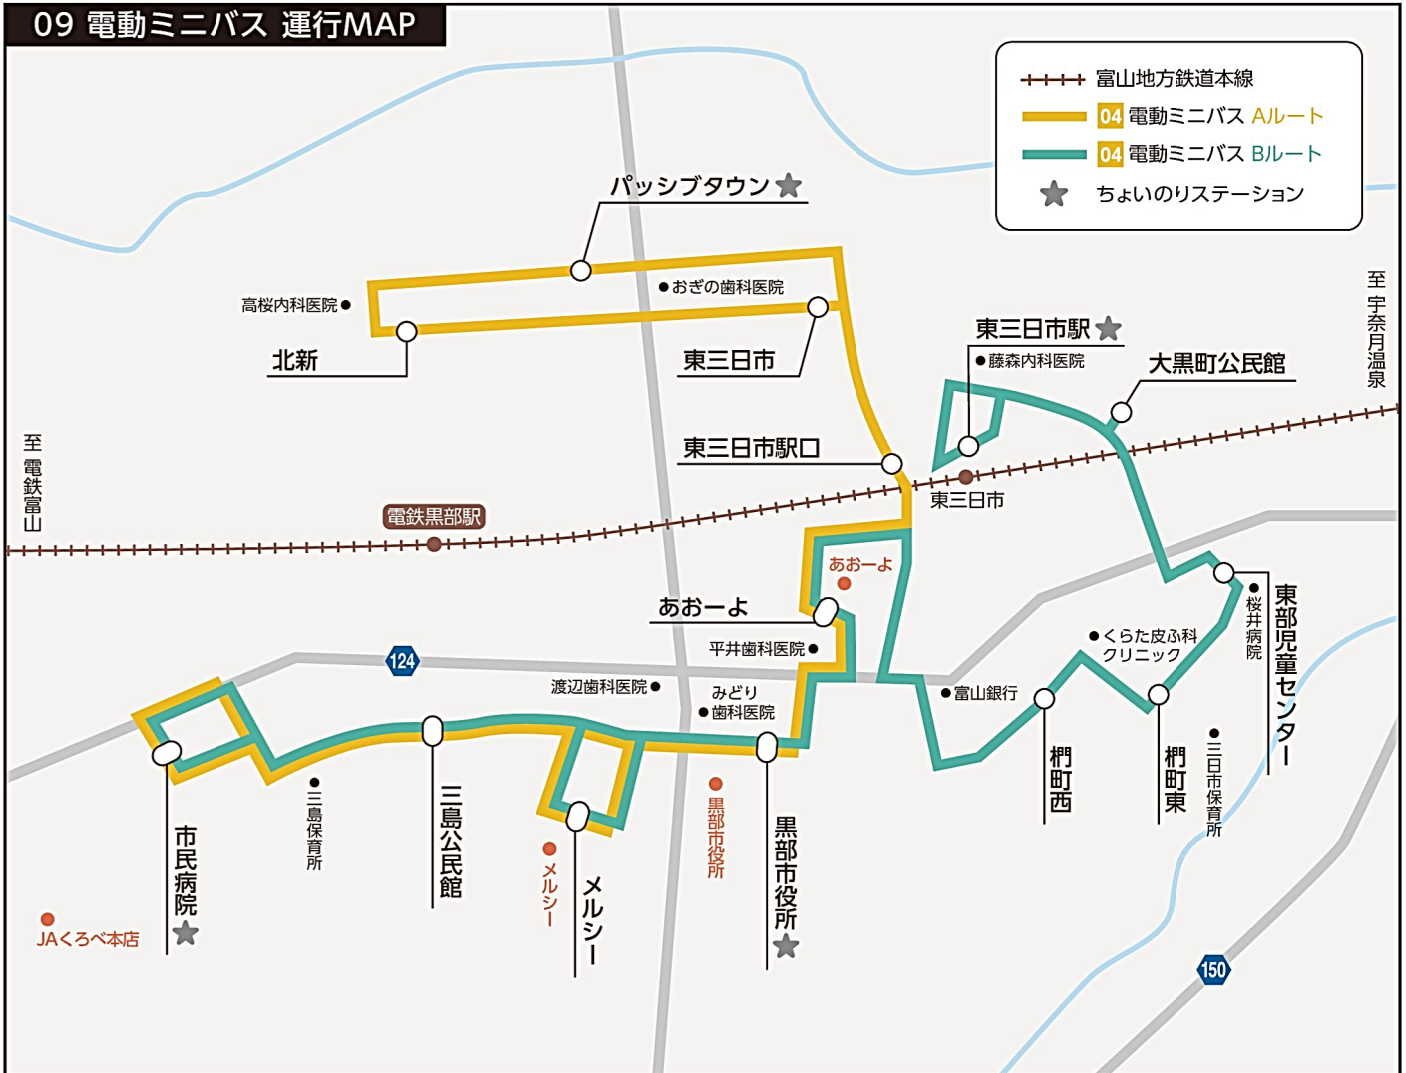 09 電動ミニバス 運行MAP
富山地方鉄道本線
04 電動ミニバス Aルート
04 電動ミニバス Bルート
ちょいのりステーション
パッシブタウン
おぎの歯科医院
高桜内科医院
北新
東三日市
東三日市駅
藤森内科医院
大黒町公民館
至 宇奈月温泉
至 電鉄富山
東三日市駅口
東三日市
電鉄黒部駅
あおーよ
あおーよ
平井歯科医院
124
渡辺歯科医院
みどり
歯科医院
富山銀行
くらた皮ふ科
クリニック
桜井病院
東部児童センター
椚町西
椚町東
三日市保育所
市民病院
三島保育所
三島公民館
メルシー
メルシー
黒部市役所
黒部市役所
JAくろべ本店
150